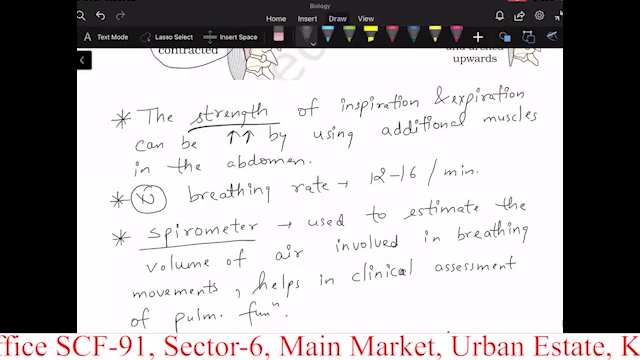 Biology
Home Insert Draw View
Text Mode Lasso Select Insert Space
contracted
and arched
upwards
* The strength of inspiration & expiration
can be ↑↑ by using additional muscles
in the abdomen.
* breathing rate → 12-16 / min.
* Spirometer → used to estimate the
volume of air involved in breathing
movements, helps in clinical assessment
of pulm. funⁿ.
ffice SCF-91, Sector-6, Main Market, Urban Estate, K